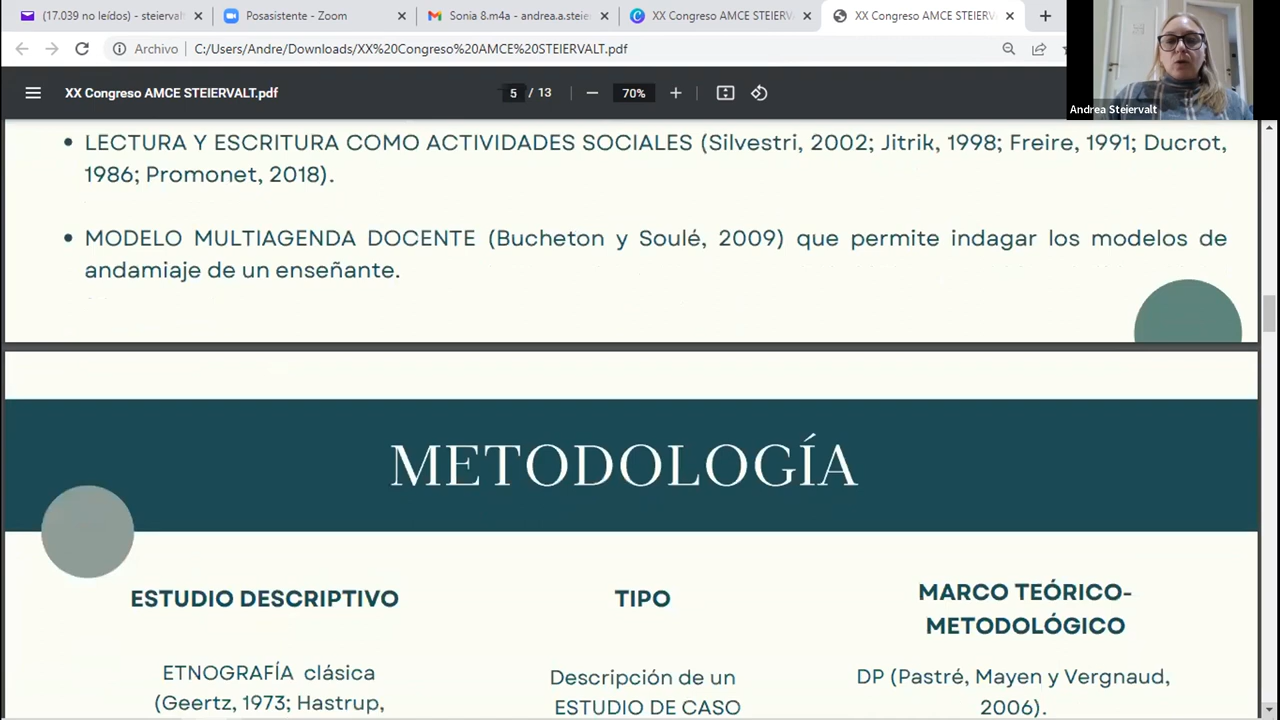 (17.039 no leídos) - steierval
Posasistente - Zoom
Sonia 8.m4a - andrea.a.steie
XX Congreso AMCE STEIERV
XX Congreso AMCE STEIERV
Archivo
C:/Users/Andre/Downloads/XX%20Congreso%20AMCE%20STEIERVALT.pdf
XX Congreso AMCE STEIERVALT.pdf
5 / 13
70%
Andrea Steiervalt
• LECTURA Y ESCRITURA COMO ACTIVIDADES SOCIALES (Silvestri, 2002; Jitrik, 1998; Freire, 1991; Ducrot,
1986; Promonet, 2018).
• MODELO MULTIAGENDA DOCENTE (Bucheton y Soulé, 2009) que permite indagar los modelos de
andamiaje de un enseñante.
METODOLOGÍA
ESTUDIO DESCRIPTIVO
ETNOGRAFÍA clásica
(Geertz, 1973; Hastrup,
TIPO
Descripción de un
ESTUDIO DE CASO
MARCO TEÓRICO-
METODOLÓGICO
DP (Pastré, Mayen y Vergnaud,
2006).